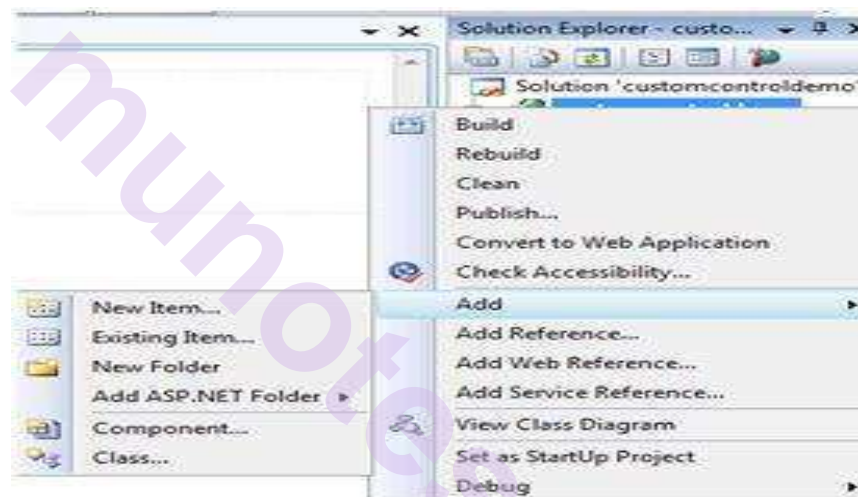 Solution Explorer - custo...
Solution 'customcontroldemo'
Build
Rebuild
Clean
Publish...
Convert to Web Application
Check Accessibility...
Add
Add Reference...
Add Web Reference...
Add Service Reference...
View Class Diagram
Set as StartUp Project
Debug
New Item...
Existing Item...
New Folder
Add ASP.NET Folder
Component...
Class...